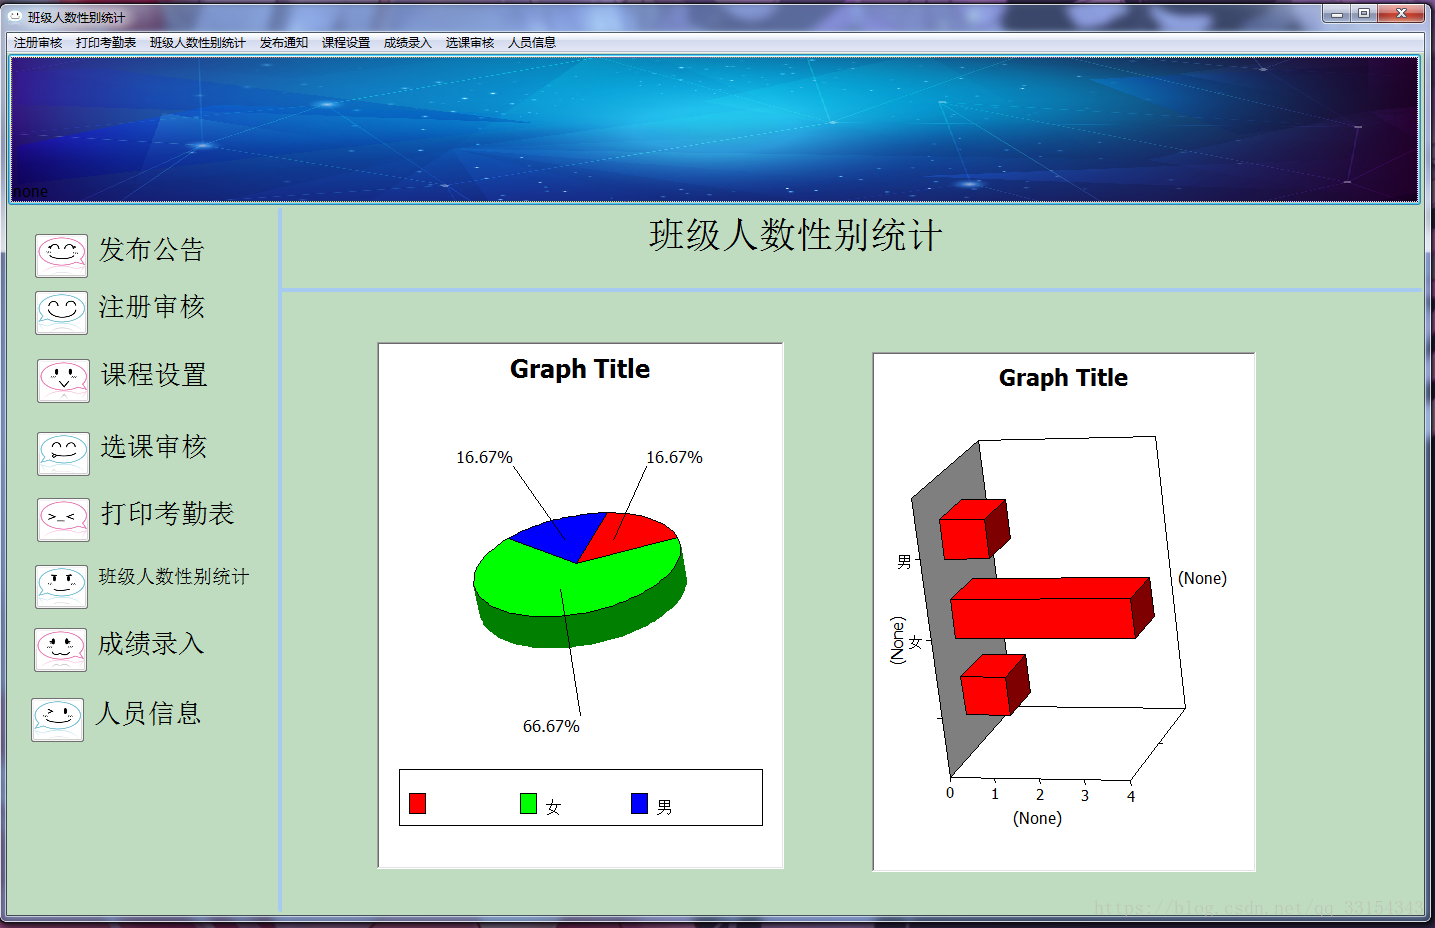 班级人数性别统计
注册审核 打印考勤表 班级人数性别统计 发布通知 课程设置 成绩录入 选课审核 人员信息
none
班级人数性别统计
发布公告
注册审核
课程设置
选课审核
打印考勤表
班级人数性别统计
成绩录入
人员信息
Graph Title
16.67% 16.67%
66.67%
女 男
Graph Title
男
女
(None)
(None)
0 1 2 3 4
(None)
https://blog.csdn.net/qq_33154343